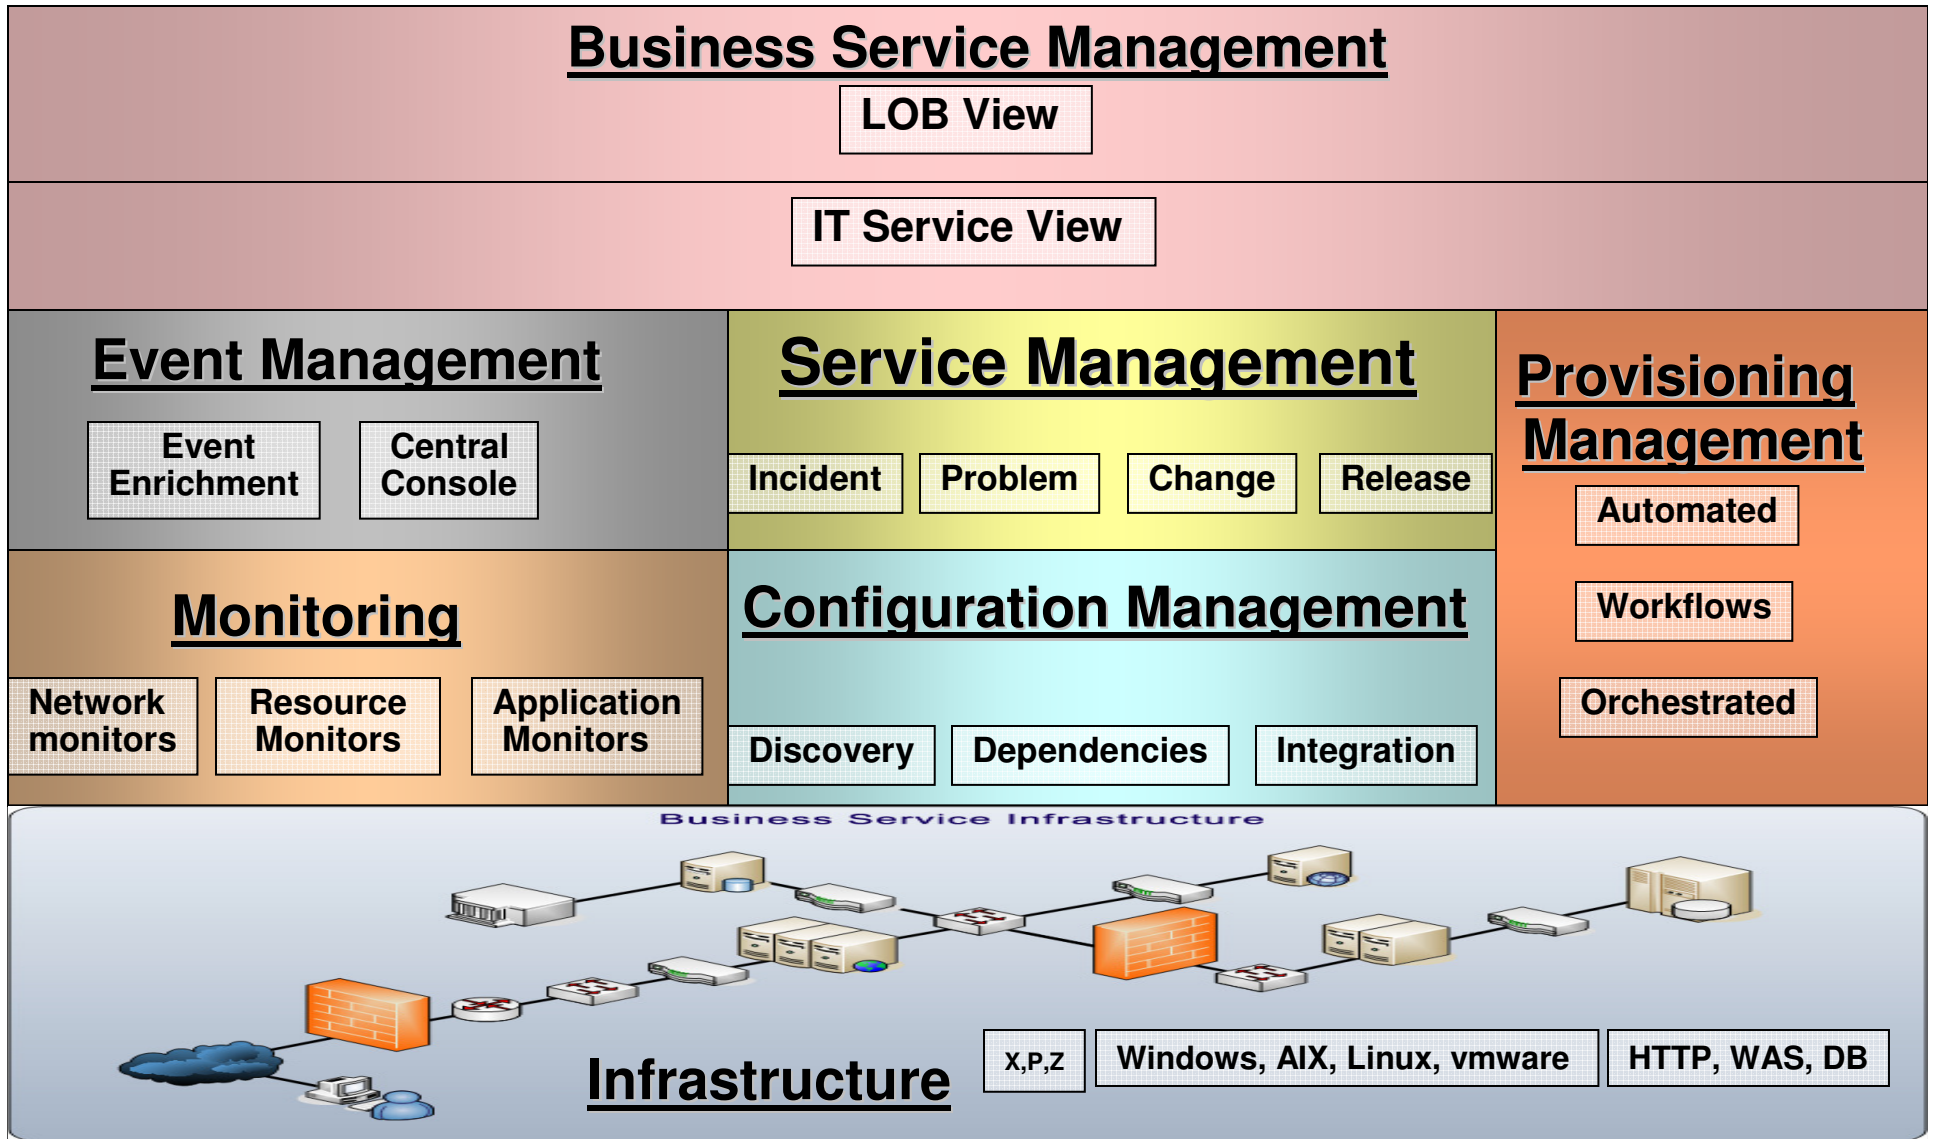 Business Service Management
LOB View
IT Service View
Event Management
Event
Enrichment
Central
Console
Service Management
Incident
Problem
Change
Release
Provisioning
Management
Automated
Workflows
Orchestrated
Monitoring
Network
monitors
Resource
Monitors
Application
Monitors
Configuration Management
Discovery
Dependencies
Integration
Business Service Infrastructure
Infrastructure
X,P,Z
Windows, AIX, Linux, vmware
HTTP, WAS, DB